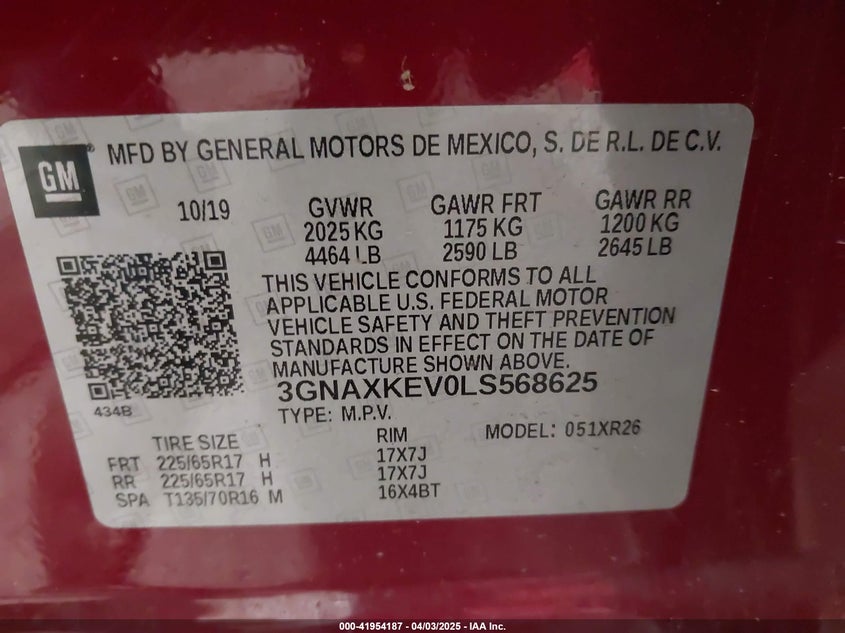 GM
MFD BY GENERAL MOTORS DE MEXICO, S. DE R.L. DE C.V.
10/19 GVWR GAWR FRT GAWR RR
2025 KG 1175 KG 1200 KG
4464 LB 2590 LB 2645 LB
THIS VEHICLE CONFORMS TO ALL
APPLICABLE U.S. FEDERAL MOTOR
VEHICLE SAFETY AND THEFT PREVENTION
STANDARDS IN EFFECT ON THE DATE OF
MANUFACTURE SHOWN ABOVE.
3GNAXKEV0LS568625
434B
TYPE: M.P.V.
MODEL: 051XR26
TIRE SIZE RIM
FRT 225/65R17 H 17X7J
RR 225/65R17 H 17X7J
SPA T135/70R16 M 16X4BT
000-41954187 - 04/03/2025 - IAA Inc.